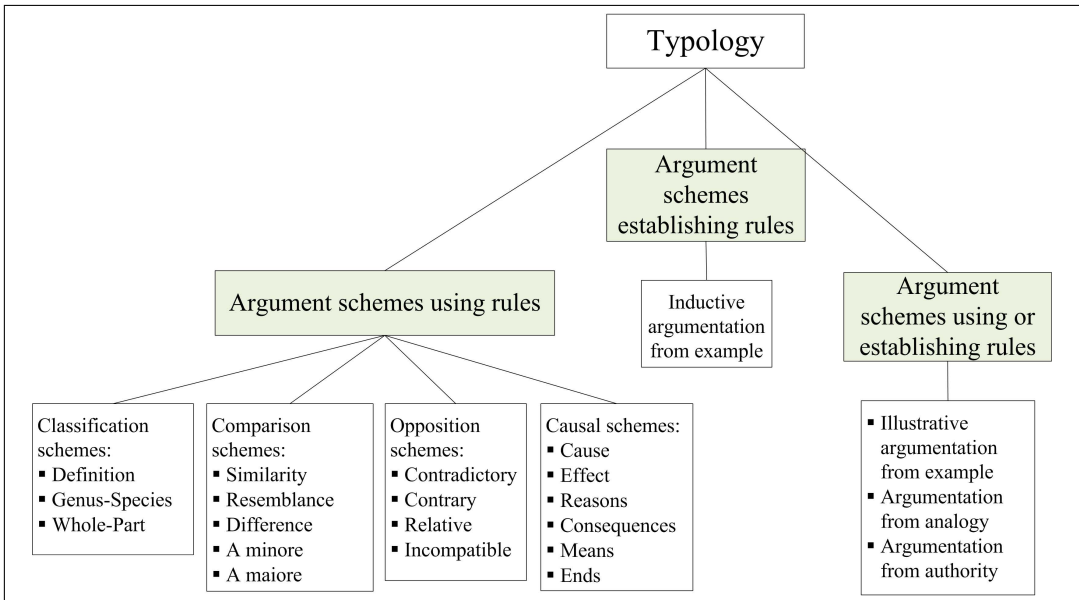 Typology
Argument
schemes
establishing rules
Argument schemes using rules
Inductive
argumentation
from example
Argument
schemes using or
establishing rules
Classification
schemes:
▪ Definition
▪ Genus-Species
▪ Whole-Part
Comparison
schemes:
▪ Similarity
▪ Resemblance
▪ Difference
▪ A minore
▪ A maiore
Opposition
schemes:
▪ Contradictory
▪ Contrary
▪ Relative
▪ Incompatible
Causal schemes:
▪ Cause
▪ Effect
▪ Reasons
▪ Consequences
▪ Means
▪ Ends
▪ Illustrative
argumentation
from example
▪ Argumentation
from analogy
▪ Argumentation
from authority